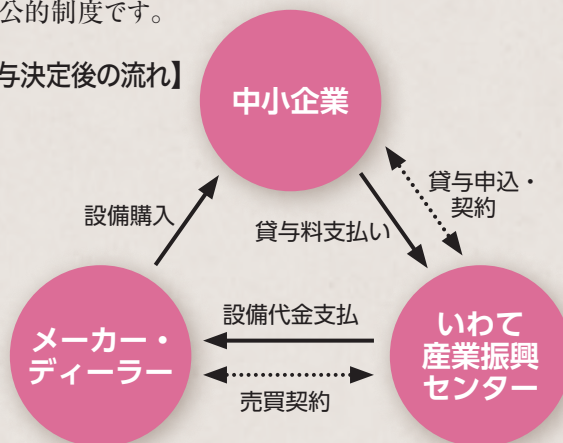 公的制度です。
与決定後の流れ】
中小企業
設備購入
貸与料支払い
貸与申込・
契約
設備代金支払
メーカー・
ディーラー
売買契約
いわて
産業振興
センター